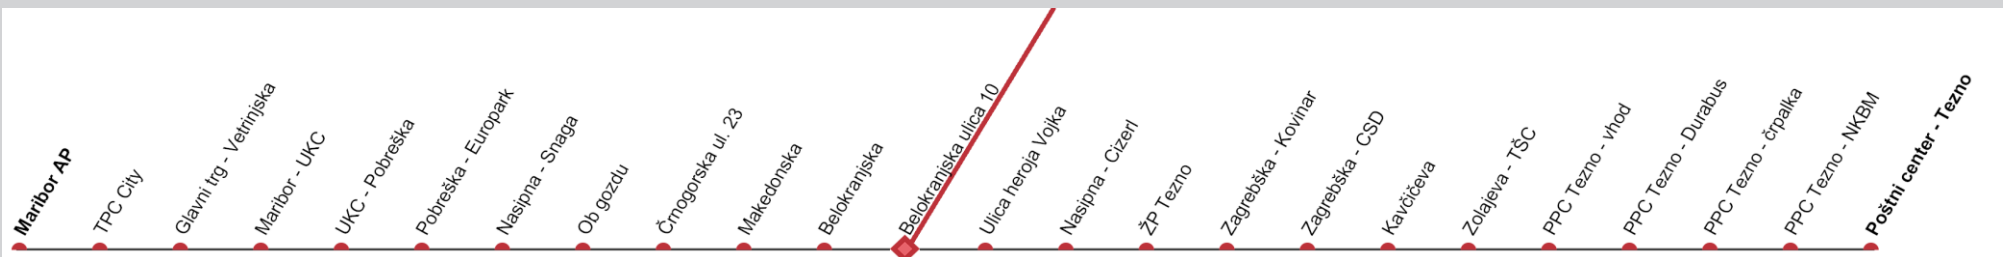 Maribor AP
TPC City
Glavni trg - Vetrinjska
Maribor - UKC
UKC - Pobreška
Pobreška - Europark
Nasipna - Snaga
Ob gozdu
Črnogorska ul. 23
Makedonska
Belokranjska
Belokranjska ulica 10
Ulica heroja Vojka
Nasipna - Cizerl
ŽP Tezno
Zagrebška - Kovinar
Zagrebška - CSD
Kavčičeva
Zolajeva - TŠC
PPC Tezno - vhod
PPC Tezno - Durabus
PPC Tezno - črpalka
PPC Tezno - NKBM
Poštni center - Tezno